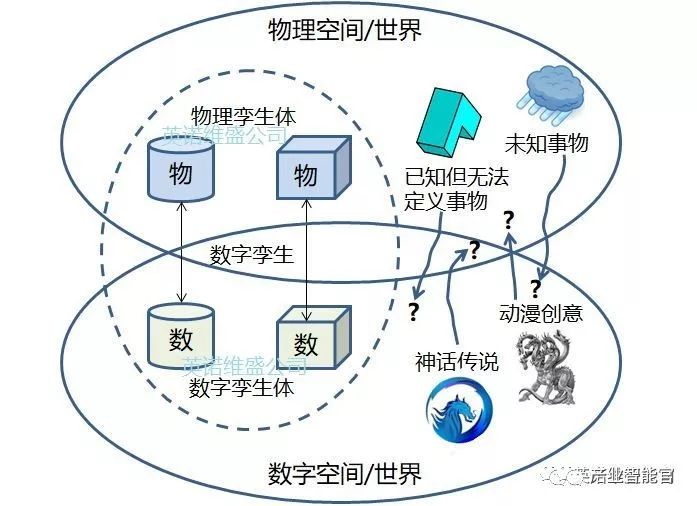 物理空间/世界
物理孪生体
英诺维盛公司
物
物
未知事物
已知但无法
定义事物
?
?
数字孪生
?
?
数
数
动漫创意
英诺维盛公司
数字孪生体
神话传说
数字空间/世界
英诺业智能官